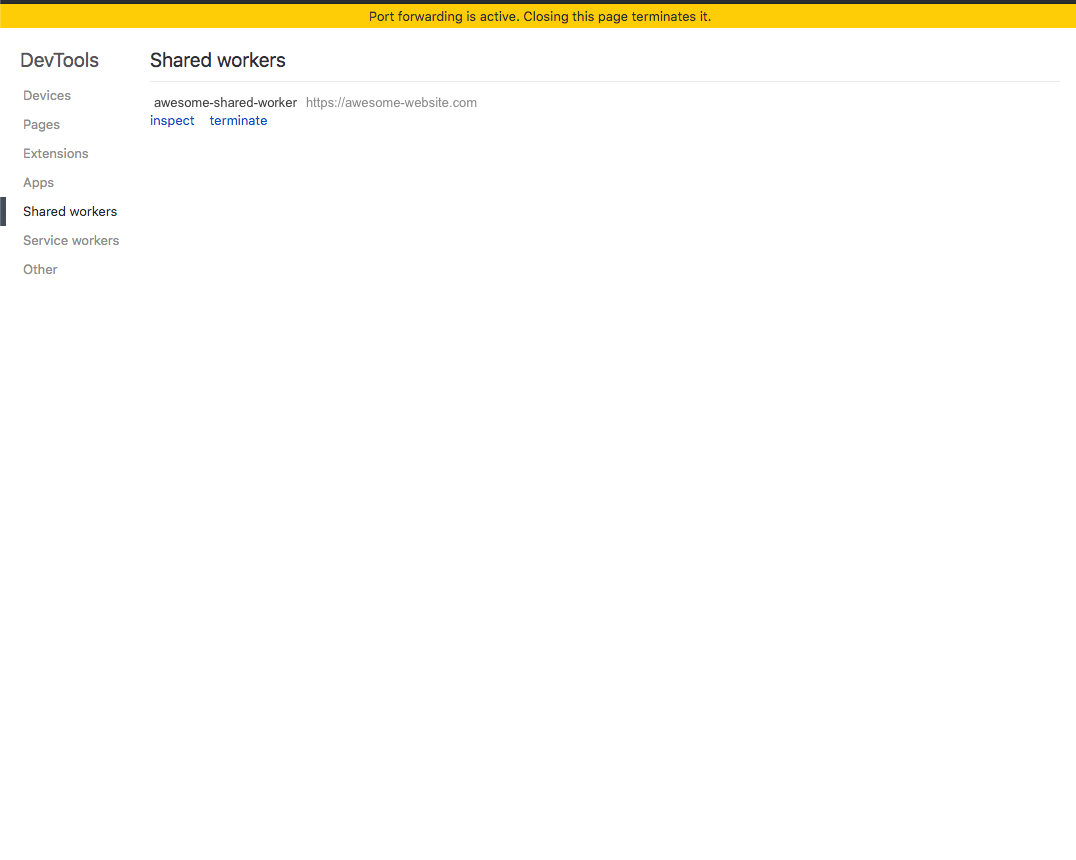 Port forwarding is active. Closing this page terminates it.
DevTools
Devices
Pages
Extensions
Apps
Shared workers
Service workers
Other
Shared workers
awesome-shared-worker https://awesome-website.com
inspect terminate